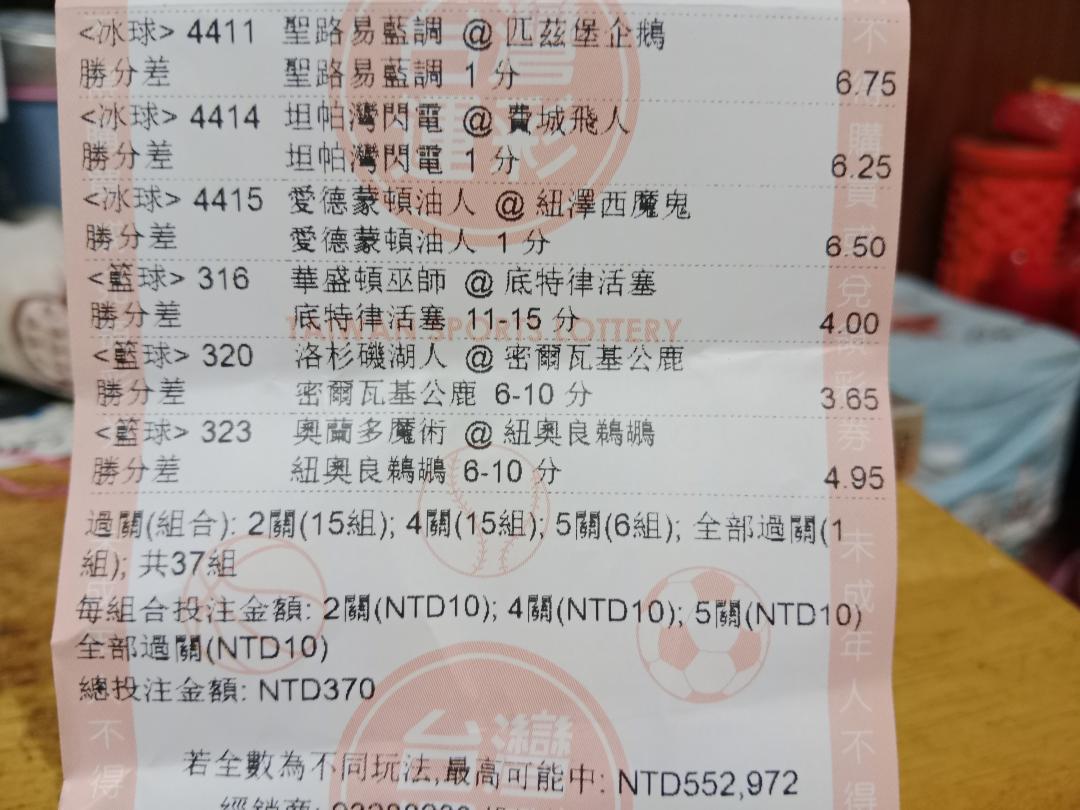 <冰球> 4411 聖路易藍調 @ 匹茲堡企鵝
勝分差 聖路易藍調 1 分 6.75
<冰球> 4414 坦帕灣閃電 @ 費城飛人
勝分差 坦帕灣閃電 1 分 6.25
<冰球> 4415 愛德蒙頓油人 @ 紐澤西魔鬼
勝分差 愛德蒙頓油人 1 分 6.50
<籃球> 316 華盛頓巫師 @ 底特律活塞
勝分差 底特律活塞 11-15 分 4.00
TAIWAN SPORTS LOTTERY
<籃球> 320 洛杉磯湖人 @ 密爾瓦基公鹿
勝分差 密爾瓦基公鹿 6-10 分 3.65
<籃球> 323 奧蘭多魔術 @ 紐奧良鵜鶘
勝分差 紐奧良鵜鶘 6-10 分 4.95
過關(組合): 2關(15組); 4關(15組); 5關(6組); 全部過關(1
組); 共37組
每組合投注金額: 2關(NTD10); 4關(NTD10); 5關(NTD10)
全部過關(NTD10)
總投注金額: NTD370
台灣
若全數為不同玩法,最高可能中: NTD552,972